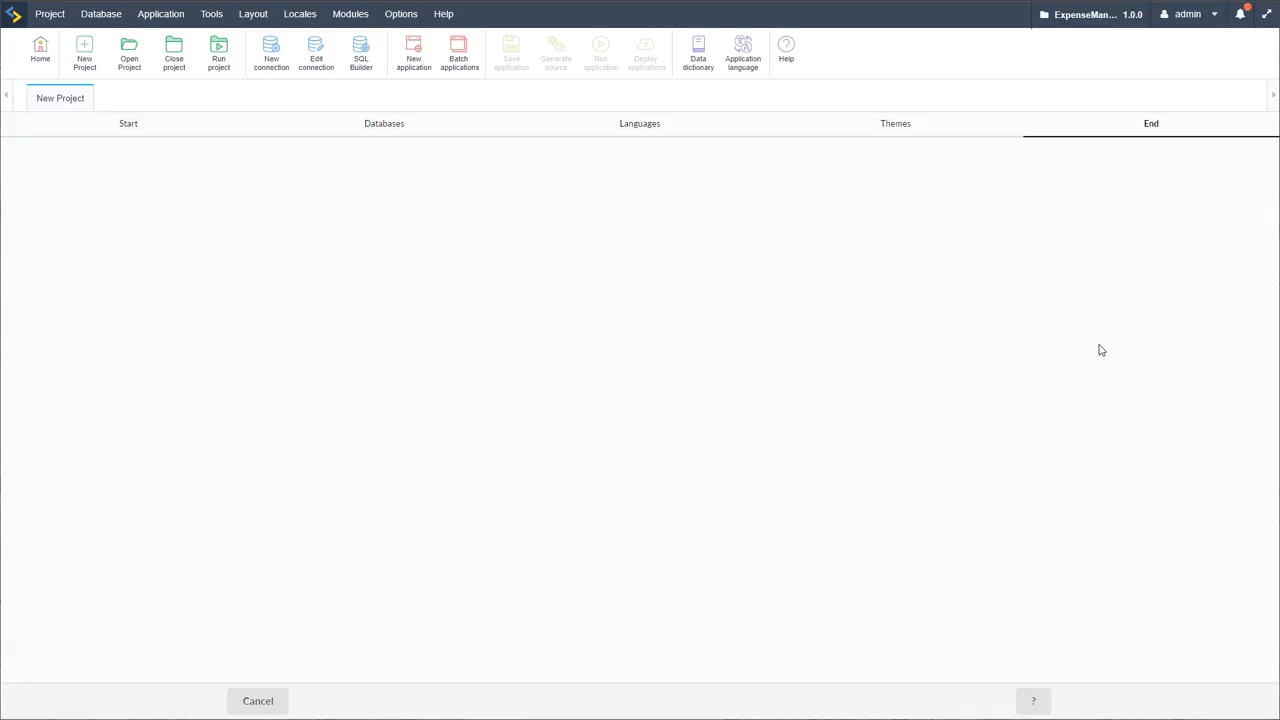 Project Database Application Tools Layout Locales Modules Options Help ExpenseMan... 1.0.0 admin
Home New Project Open Project Close project Run project New connection Edit connection SQL Builder New application Batch applications Save application Generate source Run application Deploy applications Data dictionary Application language Help
New Project
Start Databases Languages Themes End
Cancel ?